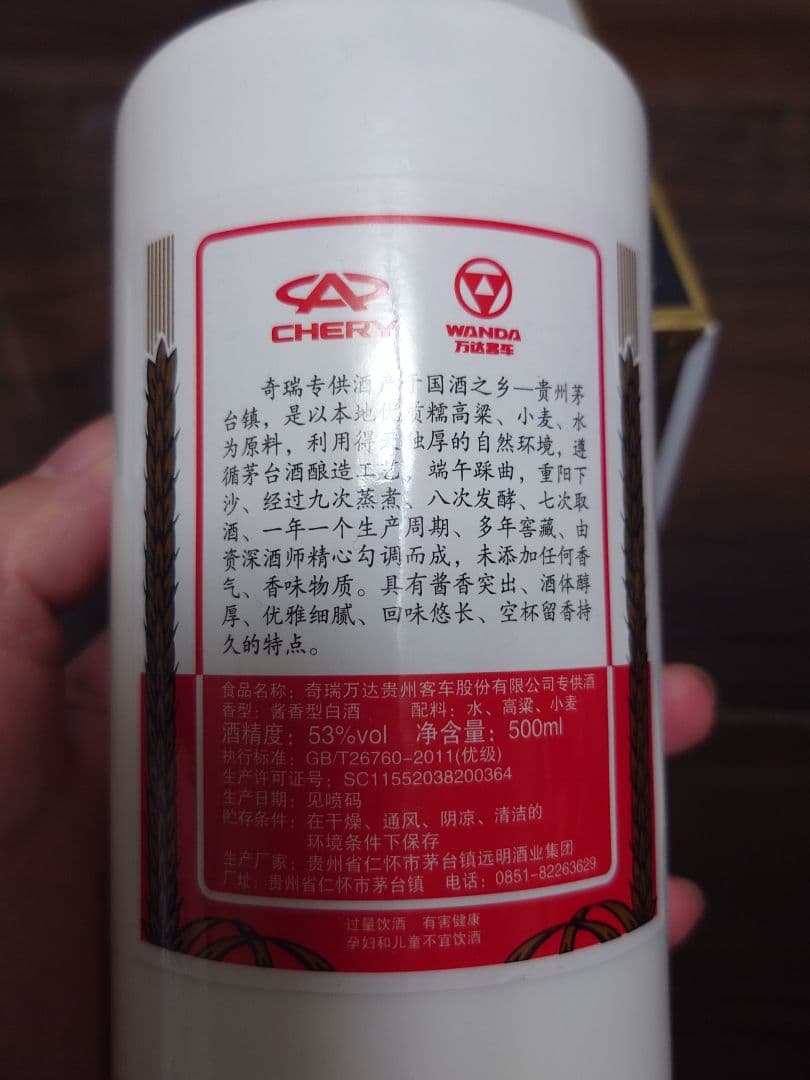 CHERY
WANDA
万达客车
奇瑞专供酒产于国酒之乡—贵州茅
台镇，是以本地优质糯高粱、小麦、水
为原料，利用得天独厚的自然环境，遵
循茅台酒酿造工艺，端午踩曲，重阳下
沙、经过九次蒸煮、八次发酵、七次取
酒、一年一个生产周期、多年窖藏、由
资深酒师精心勾调而成，未添加任何香
气、香味物质。具有酱香突出、酒体醇
厚、优雅细腻、回味悠长、空杯留香持
久的特点。
食品名称：奇瑞万达贵州客车股份有限公司专供酒
香型：酱香型白酒 配料：水、高粱、小麦
酒精度：53%vol 净含量：500ml
执行标准：GB/T26760-2011(优级)
生产许可证号：SC11552038200364
生产日期：见喷码
贮存条件：在干燥、通风、阴凉、清洁的
环境条件下保存
生产厂家：贵州省仁怀市茅台镇远明酒业集团
厂址：贵州省仁怀市茅台镇 电话：0851-82263629
过量饮酒 有害健康
孕妇和儿童不宜饮酒